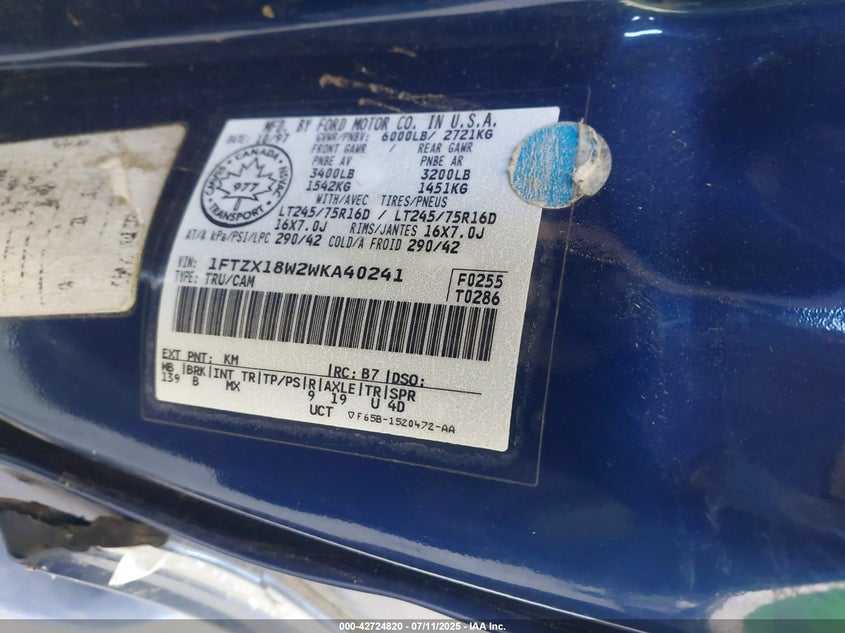 MFD. BY FORD MOTOR CO. IN U.S.A.
DATE: 10/97 GVWR/PNBV: 6000LB/ 2721KG
FRONT GAWR / REAR GAWR
PNBE AV PNBE AR
3400LB 3200LB
1542KG 1451KG
WITH/AVEC TIRES/PNEUS
LT245/75R16D / LT245/75R16D
16X7.0J RIMS/JANTES 16X7.0J
AT/À kPa/PSI/LPC 290/42 COLD/A FROID 290/42
CANADA
977
TRANSPORT
VIN: 1FTZX18W2WKA40241
TYPE: TRU/CAM
F0255
T0286
EXT PNT: KM RC: B7 DSO:
WB BRK INT TR TP/PS R AXLE TR SPR
139 B MX 9 19 U 4D
UCT ▽F65B-1520472-AA
000-42724820 - 07/11/2025 - IAA Inc.